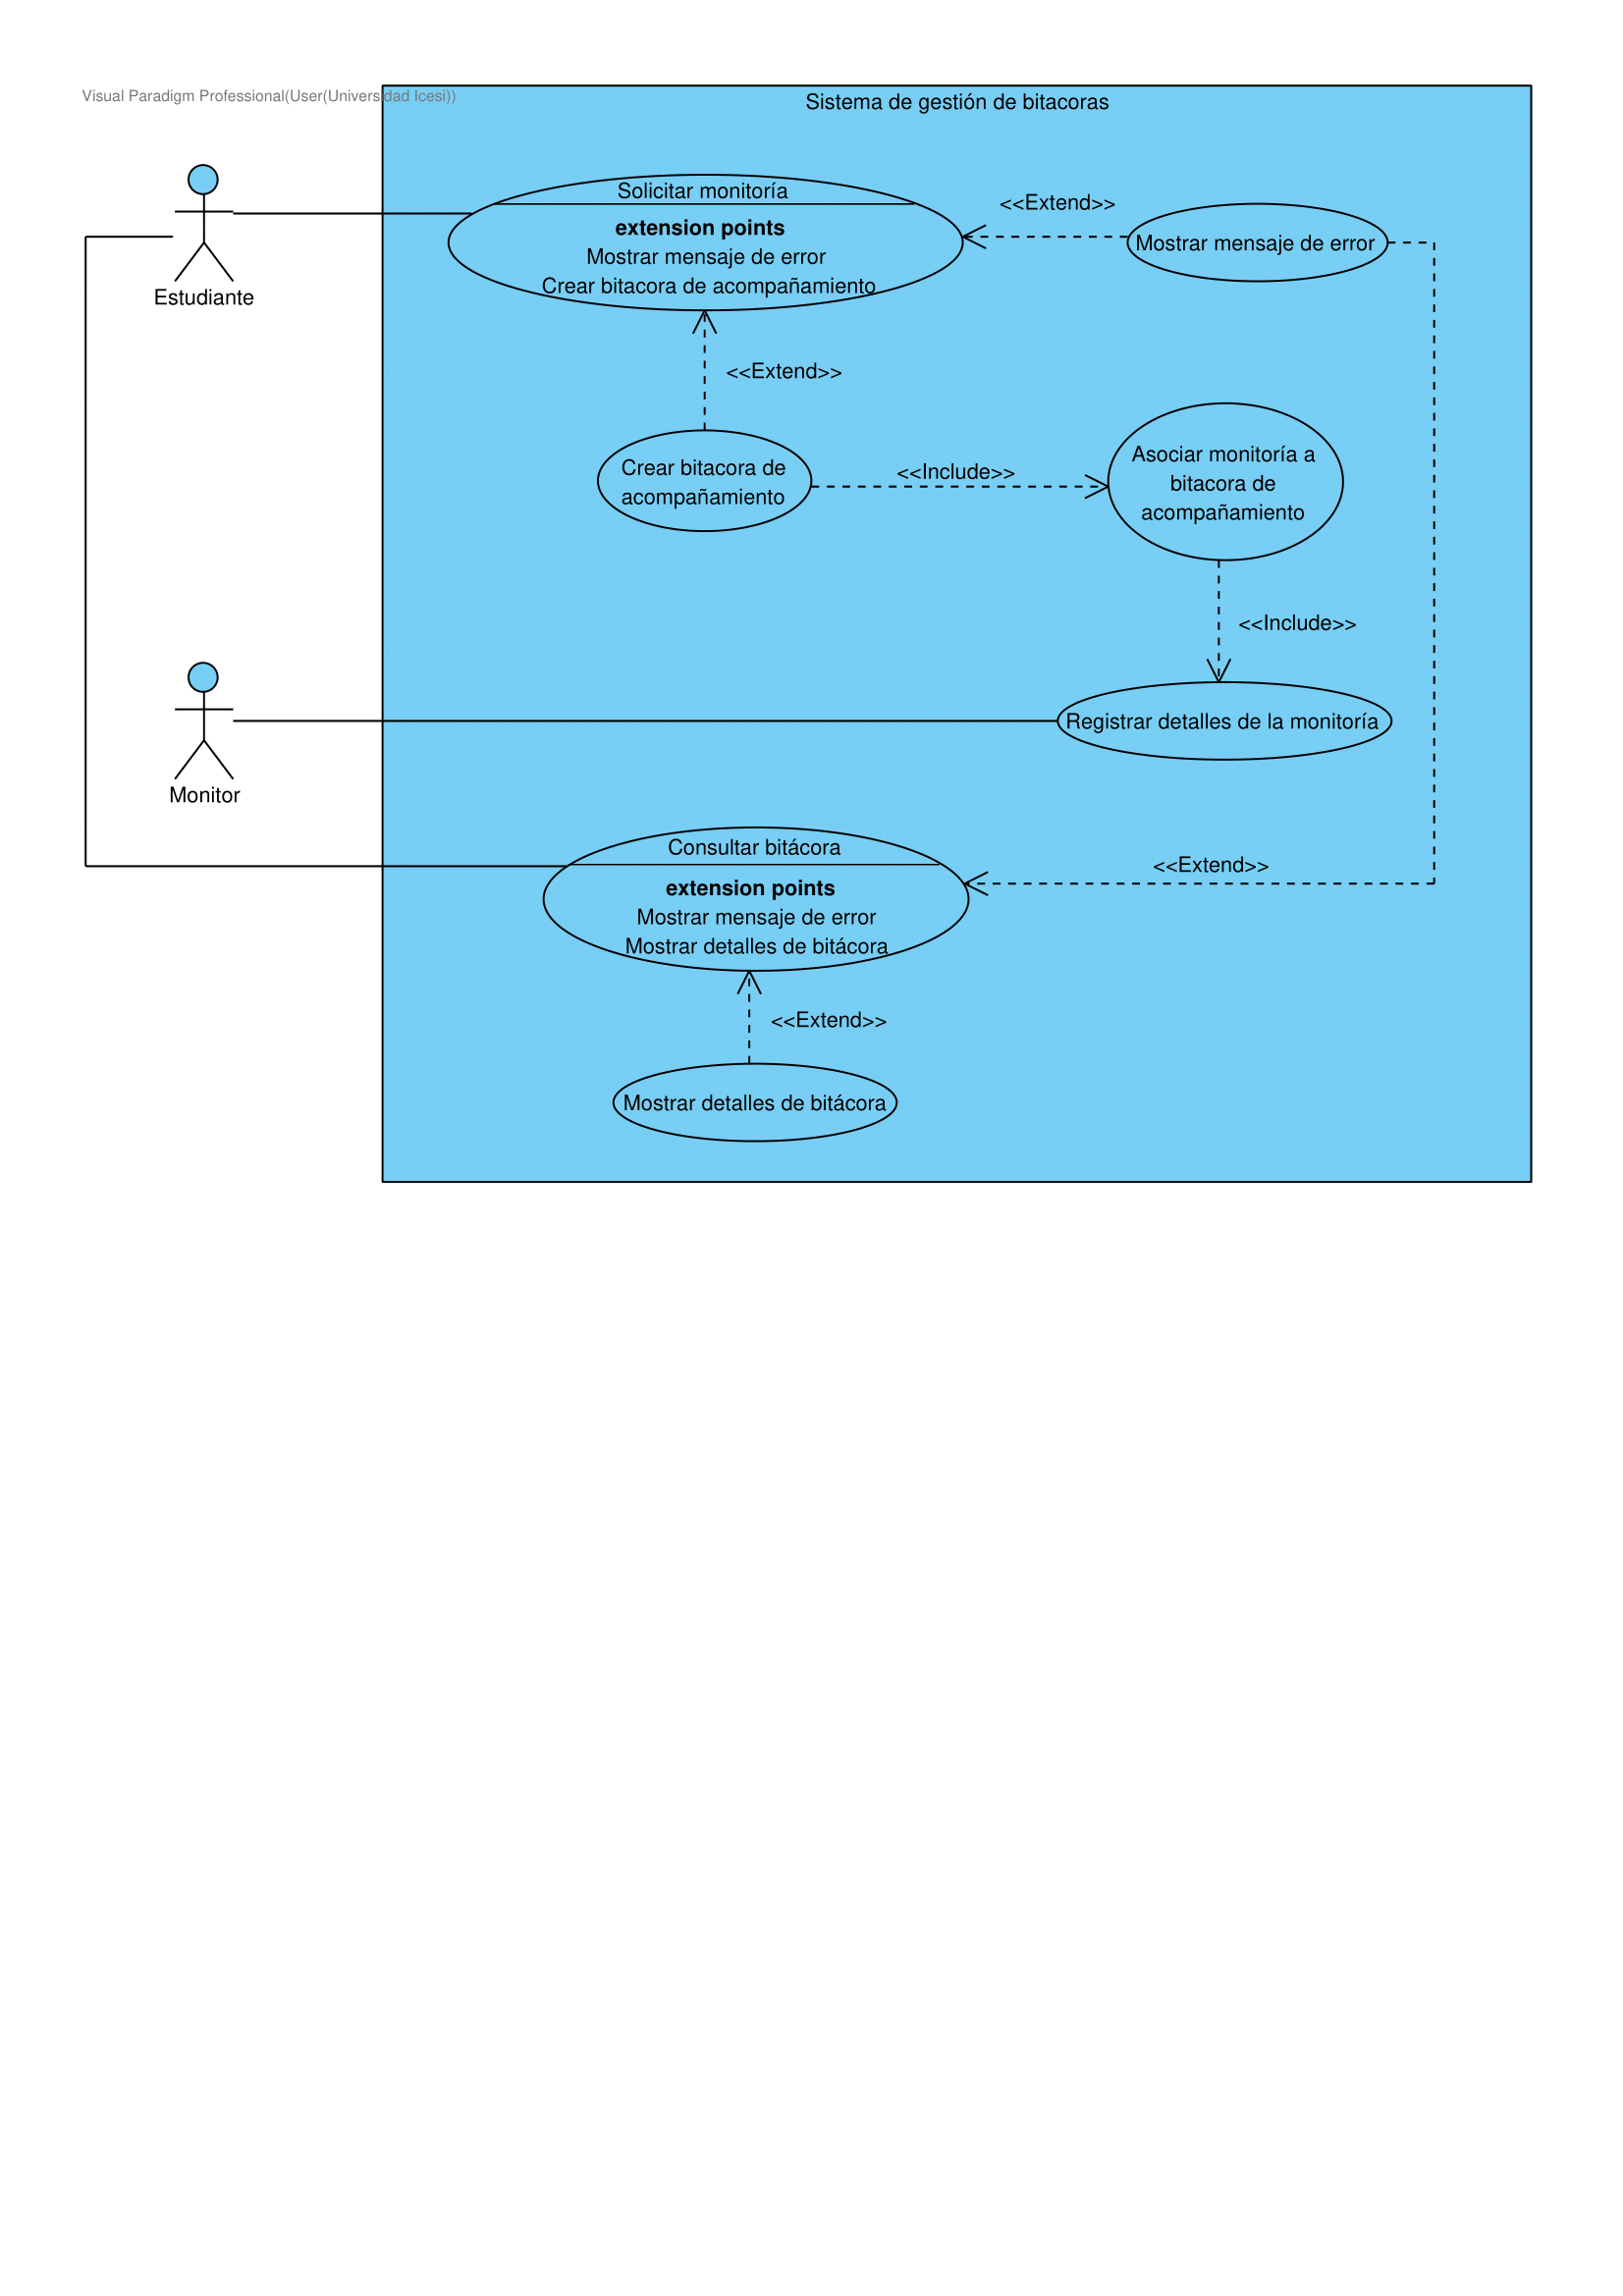 Visual Paradigm Professional(User(Universidad Icesi))
Sistema de gestión de bitacoras
Solicitar monitoría
extension points
Mostrar mensaje de error
Crear bitacora de acompañamiento
<<Extend>>
Mostrar mensaje de error
Estudiante
<<Extend>>
Crear bitacora de
acompañamiento
<<Include>>
Asociar monitoría a
bitacora de
acompañamiento
<<Include>>
Registrar detalles de la monitoría
Monitor
Consultar bitácora
extension points
Mostrar mensaje de error
Mostrar detalles de bitácora
<<Extend>>
<<Extend>>
Mostrar detalles de bitácora